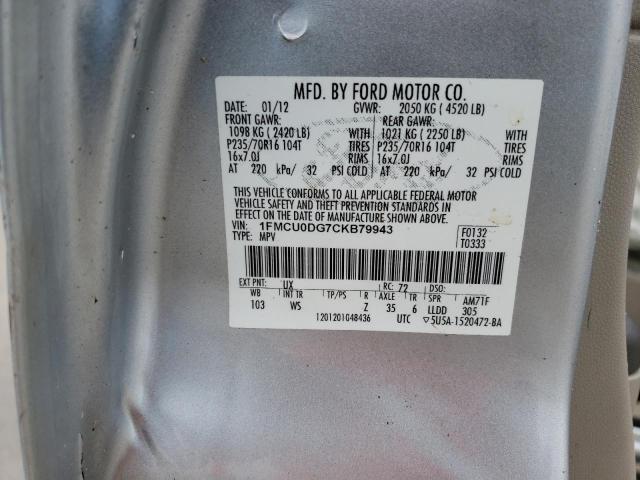 MFD. BY FORD MOTOR CO.
DATE: 01/12 GVWR: 2050 KG ( 4520 LB)
FRONT GAWR: REAR GAWR:
1098 KG ( 2420 LB) WITH 1021 KG ( 2250 LB) WITH
P235/70R16 104T TIRES P235/70R16 104T TIRES
16x7.0J RIMS 16x7.0J RIMS
AT 220 kPa/ 32 PSI COLD AT 220 kPa/ 32 PSI COLD
THIS VEHICLE CONFORMS TO ALL APPLICABLE FEDERAL MOTOR
VEHICLE SAFETY AND THEFT PREVENTION STANDARDS IN
EFFECT ON THE DATE OF MANUFACTURE SHOWN ABOVE.
VIN: 1FMCU0DG7CKB79943 F0132
TYPE: MPV T0333
EXT PNT: UX RC: 72 DSO:
WB INT TR TP/PS R AXLE TR SPR AM71F
103 WS Z 35 6 LLDD 305
1201201048436 UTC ▽5U5A-1520472-BA